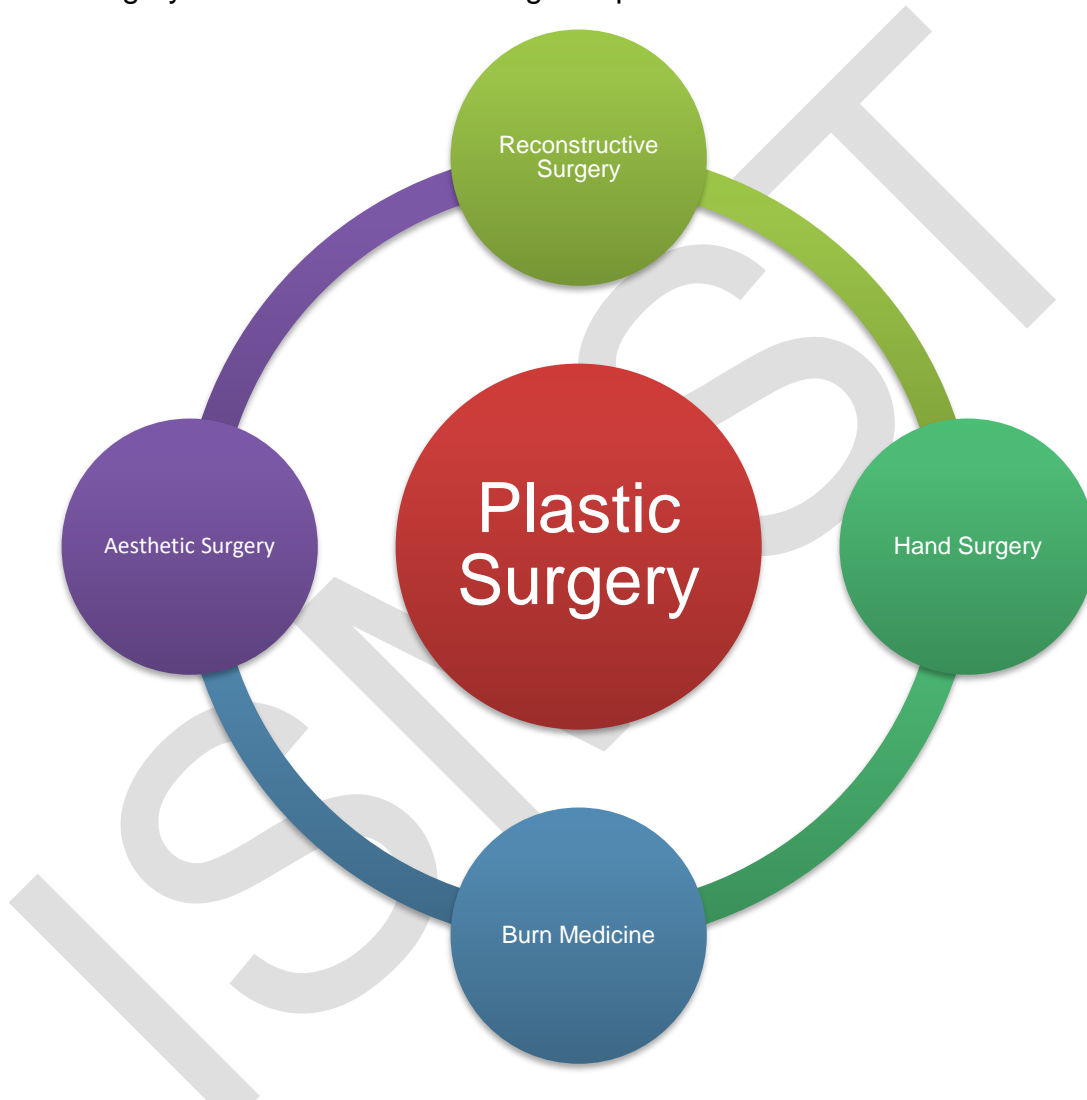 Reconstructive
Surgery
Aesthetic Surgery
Plastic
Surgery
Hand Surgery
Burn Medicine